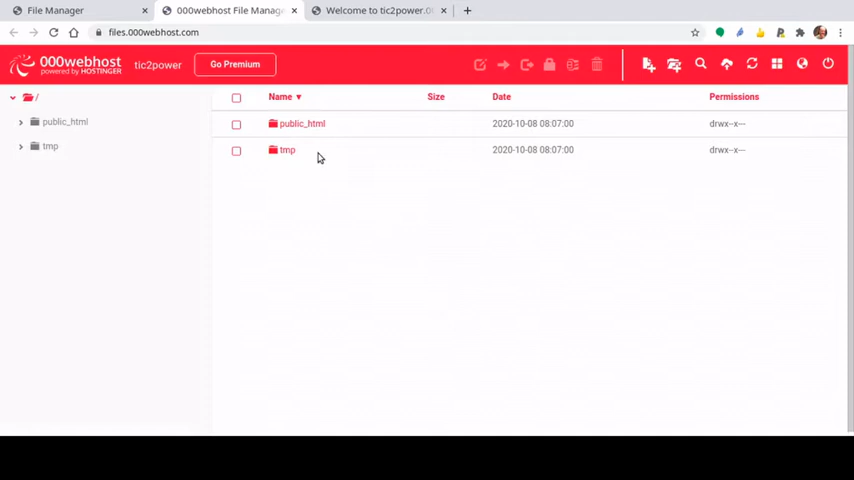 File Manager
000webhost File Manage
Welcome to tic2power.0
files.000webhost.com
000webhost
powered by HOSTINGER
tic2power
Go Premium
/
public_html
tmp
Name ▼ Size Date Permissions
public_html 2020-10-08 08:07:00 drwx--x---
tmp 2020-10-08 08:07:00 drwx--x---